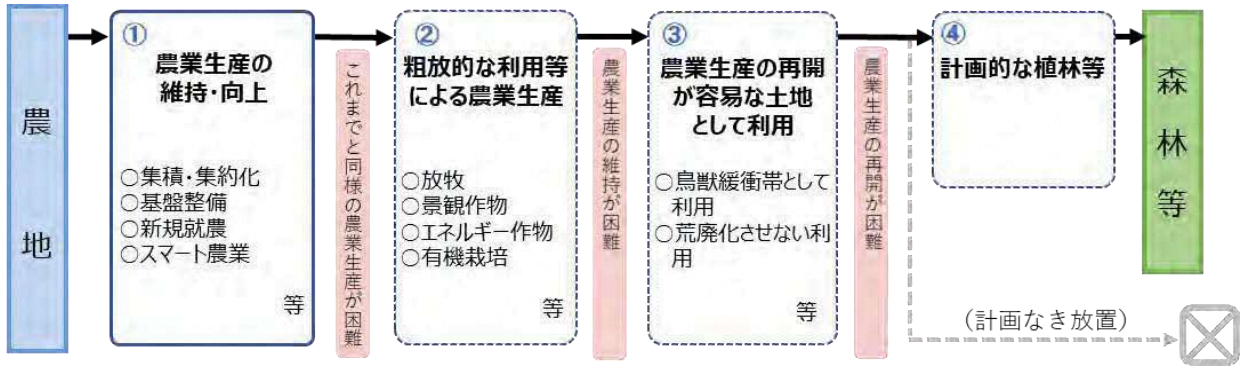 農地
①
農業生産の
維持・向上
○集積・集約化
○基盤整備
○新規就農
○スマート農業
等
これまでと同様の農業生産が困難
②
粗放的な利用等
による農業生産
○放牧
○景観作物
○エネルギー作物
○有機栽培
等
農業生産の維持が困難
③
農業生産の再開
が容易な土地
として利用
○鳥獣緩衝帯として
利用
○荒廃化させない利
用
等
農業生産の再開が困難
④
計画的な植林等
森林等
(計画なき放置)